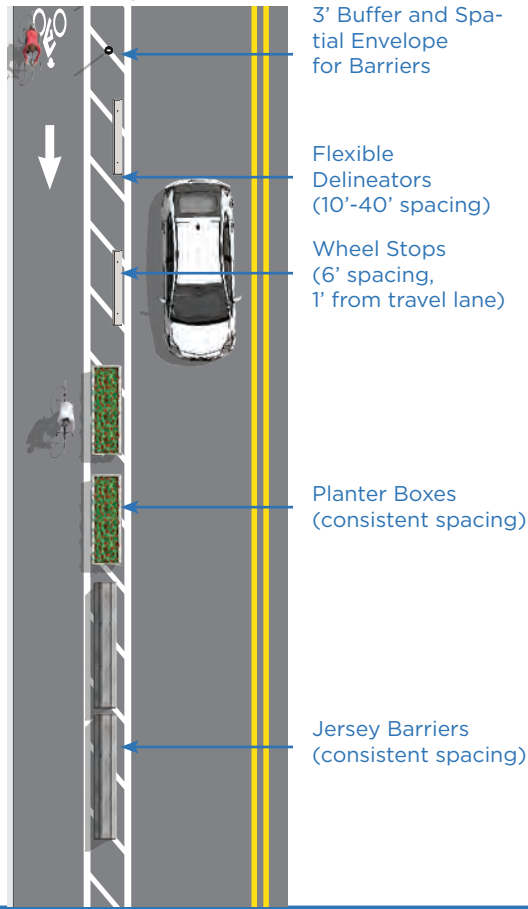 3’ Buffer and Spa-
tial Envelope
for Barriers
Flexible
Delineators
(10’-40’ spacing)
Wheel Stops
(6’ spacing,
1’ from travel lane)
Planter Boxes
(consistent spacing)
Jersey Barriers
(consistent spacing)